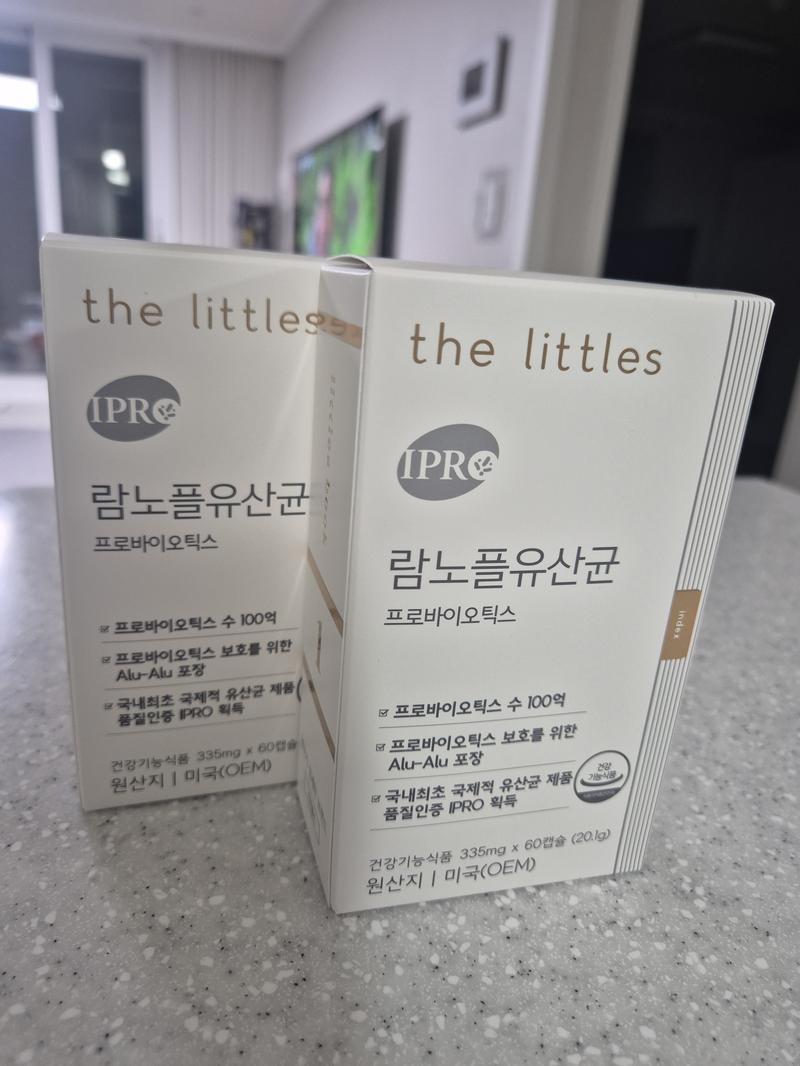 the littles
IPRO
람노플유산균
프로바이오틱스
프로바이오틱스 수 100억
프로바이오틱스 보호를 위한
Alu-Alu 포장
국내최초 국제적 유산균 제품
품질인증 IPRO 획득
건강기능식품 335mg x 60캡슐
원산지 | 미국(OEM)
the littles
IPRO
람노플유산균
프로바이오틱스
index
프로바이오틱스 수 100억
프로바이오틱스 보호를 위한
Alu-Alu 포장
국내최초 국제적 유산균 제품
품질인증 IPRO 획득
건강
기능식품
건강기능식품 335mg x 60캡슐 (20.1g)
원산지 | 미국(OEM)